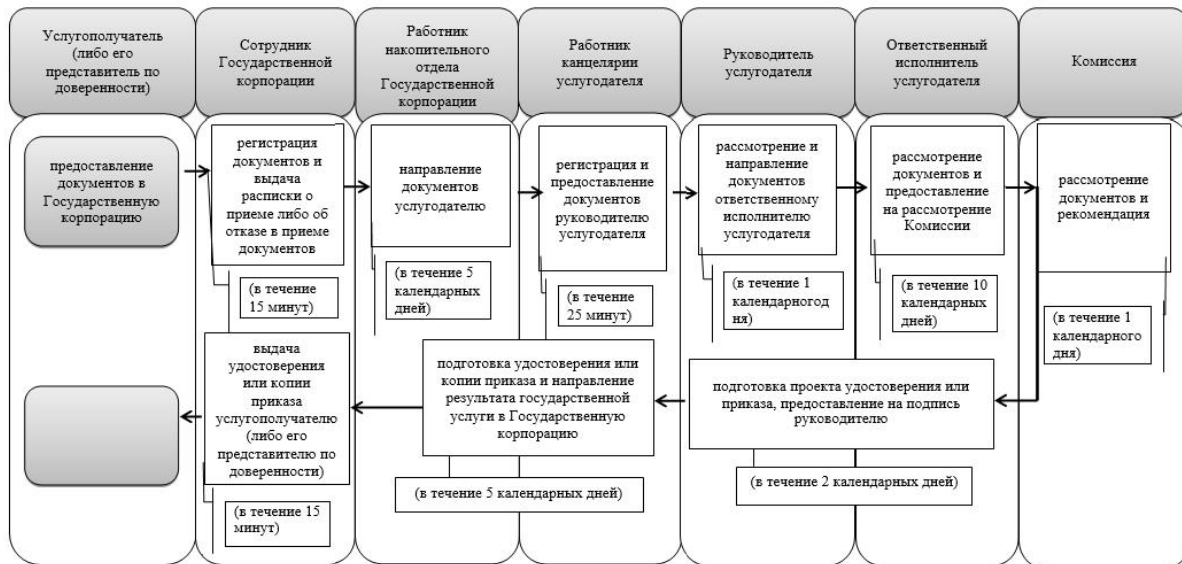 Услугополучатель
(либо его
представитель по
доверенности)
Сотрудник
Государственной
корпорации
Работник
накопительного
отдела
Государственной
корпорации
Работник
канцелярии
услугодателя
Руководитель
услугодателя
Ответственный
исполнитель
услугодателя
Комиссия
предоставление
документов в
Государственную
корпорацию
регистрация
документов и
выдача
расписки о
приеме либо об
отказе в приеме
документов
направление
документов
услугодателю
регистрация и
предоставление
документов
руководителю
услугодателя
рассмотрение и
направление
документов
ответственному
исполнителю
услугодателя
рассмотрение
документов и
предоставление
на рассмотрение
Комиссии
рассмотрение
документов и
рекомендация
(в течение
15 минут)
(в течение 5
календарных
дней)
(в течение
25 минут)
(в течение 1
календарногод
ня)
(в течение 10
календарных
дней)
(в течение 1
календарного
дня)
выдача
удостоверения
или копии
приказа
услугополучателю
(либо его
представителю по
доверенности)
подготовка удостоверения или
копии приказа и направление
результата государственной
услуги в Государственную
корпорацию
подготовка проекта удостоверения или
приказа, предоставление на подпись
руководителю
(в течение 15
минут)
(в течение 5 календарных дней)
(в течение 2 календарных дней)